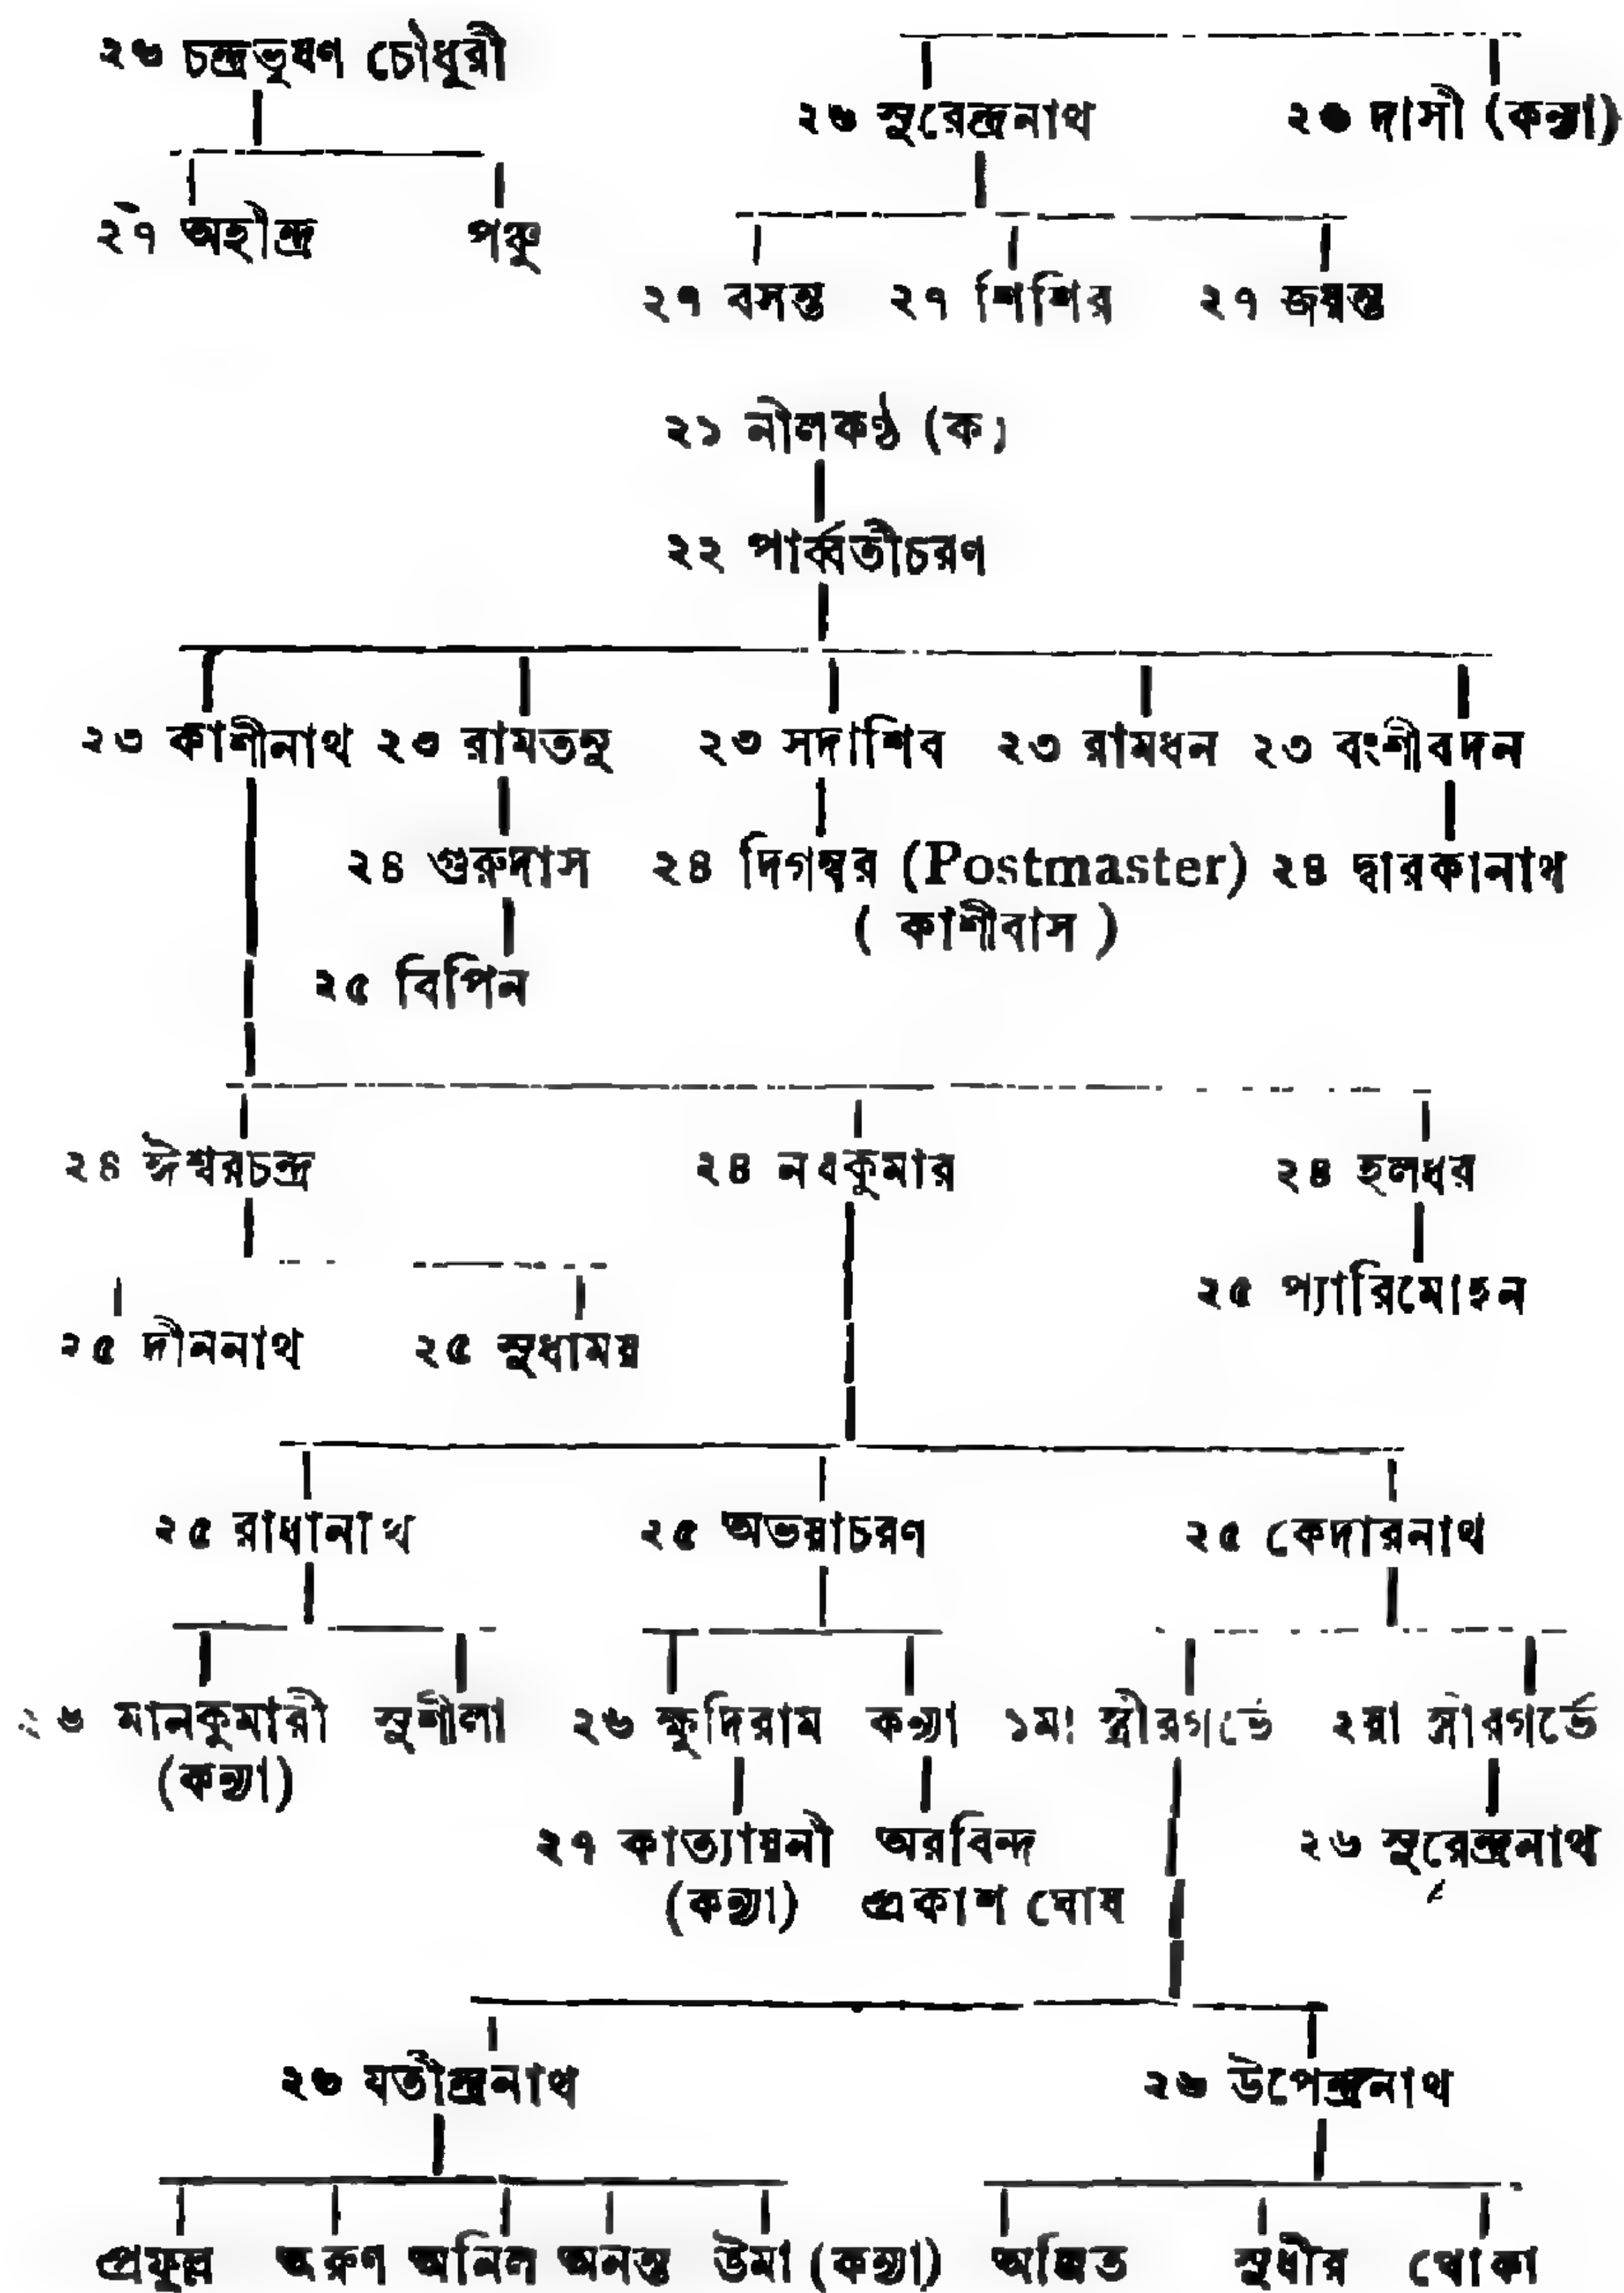 ২৬ চন্দ্রভূষণ চৌধুরী
২৬ সুরেন্দ্রনাথ ২৬ দাসী (কন্যা)
২৭ অহীন্দ্র পঞ্চু
২৭ বসন্ত ২৭ শিশির ২৭ জয়ন্ত
২১ নীলকণ্ঠ (ক)
২২ পার্ব্বতীচরণ
২৩ কাশীনাথ ২৩ রামতনু ২৩ সদাশিব ২৩ রামধন ২৩ বংশীবদন
২৪ গুরুদাস ২৪ দিগম্বর (Postmaster) ২৪ দ্বারকানাথ
( কাশীবাস )
২৫ বিপিন
২৪ ঈশ্বরচন্দ্র ২৪ নবকুমার ২৪ হলধর
২৫ প্যারিমোহন
২৫ দীননাথ ২৫ সুধাময়
২৫ রাধানাথ ২৫ অভয়াচরণ ২৫ কেদারনাথ
২৬ মানকুমারী সুশীলা ২৬ ক্ষুদিরাম কন্যা ১মা স্ত্রীরগর্ভে ২য়া স্ত্রীরগর্ভে
(কন্যা)
২৭ কাত্যায়নী অরবিন্দ ২৬ সুরেন্দ্রনাথ
(কন্যা) প্রকাশ ঘোষ
২৬ যতীন্দ্রনাথ ২৬ উপেন্দ্রনাথ
প্রফুল্ল অরুণ অনিল অনন্ত উমা (কন্যা) অজিত সুধীর খোকা